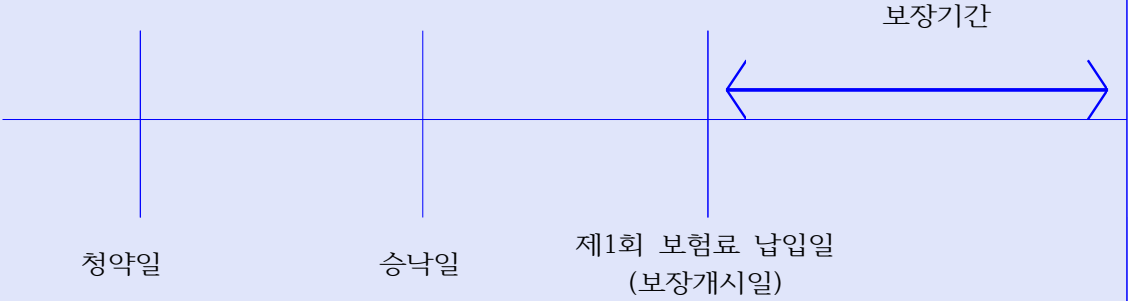 보장기간
청약일
승낙일
제1회 보험료 납입일
(보장개시일)